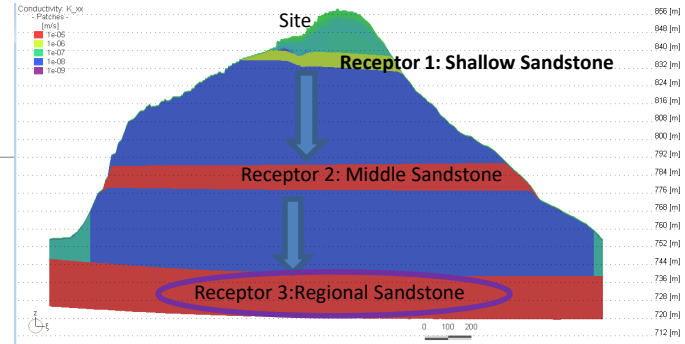 Conductivity: K_xx
- Patches -
[m/s]
1e-05
1e-06
1e-07
1e-08
1e-09
Site
Receptor 1: Shallow Sandstone
Receptor 2: Middle Sandstone
Receptor 3:Regional Sandstone
856 [m]
848 [m]
840 [m]
832 [m]
824 [m]
816 [m]
808 [m]
800 [m]
792 [m]
784 [m]
776 [m]
768 [m]
760 [m]
752 [m]
744 [m]
736 [m]
728 [m]
720 [m]
712 [m]
z
ξ
0 100 200